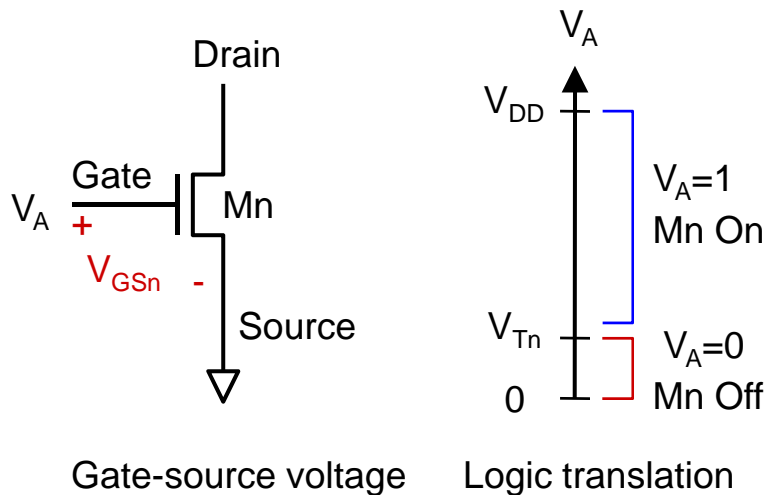 Drain
Gate
V_A
Mn
+
V_GSn
-
Source
Gate-source voltage
V_A
V_DD
V_A=1
Mn On
V_Tn
V_A=0
0
Mn Off
Logic translation